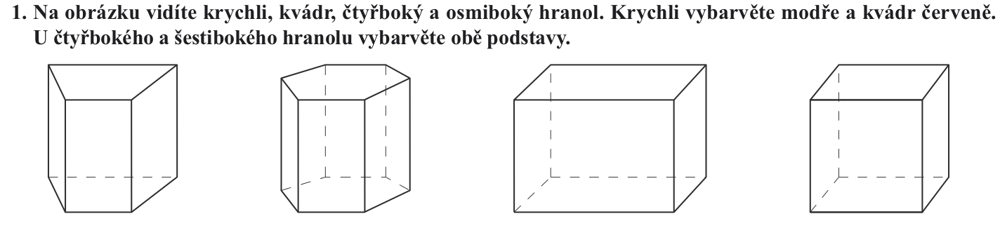 1. Na obrázku vidíte krychli, kvádr, čtyřboký a osmiboký hranol. Krychli vybarvěte modře a kvádr červeně.
U čtyřbokého a šestibokého hranolu vybarvěte obě podstavy.